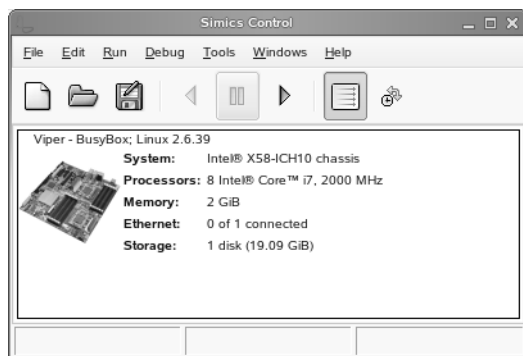 Simics Control
File Edit Run Debug Tools Windows Help
Viper - BusyBox; Linux 2.6.39
System: Intel® X58-ICH10 chassis
Processors: 8 Intel® Core™ i7, 2000 MHz
Memory: 2 GiB
Ethernet: 0 of 1 connected
Storage: 1 disk (19.09 GiB)